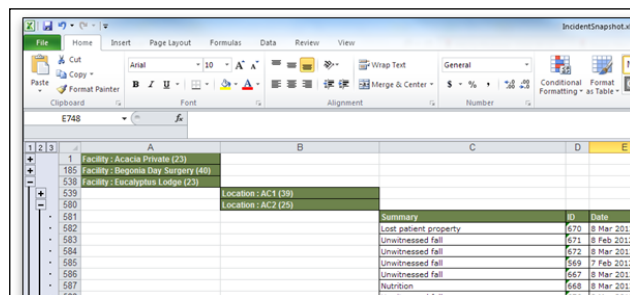 IncidentSnapshot.xl
File Home Insert Page Layout Formulas Data Review View
Cut
Copy
Format Painter
Paste
Clipboard
Arial 10 A A
B I U A
Font
Wrap Text
Merge & Center
Alignment
General
$ % ,
Number
Conditional Formatting
Format as Table
E748 fx
1 2 3 A B C D E
1 Facility : Acacia Private (23)
185 Facility : Begonia Day Surgery (40)
538 Facility : Eucalyptus Lodge (23)
539 Location : AC1 (39)
580 Location : AC2 (25)
581 Summary ID Date
582 Lost patient property 670 8 Mar 201
583 Unwitnessed fall 671 8 Feb 201
584 Unwitnessed fall 672 8 Mar 201
585 Unwitnessed fall 569 7 Feb 201
586 Unwitnessed fall 667 8 Mar 201
587 Nutrition 668 8 Mar 201